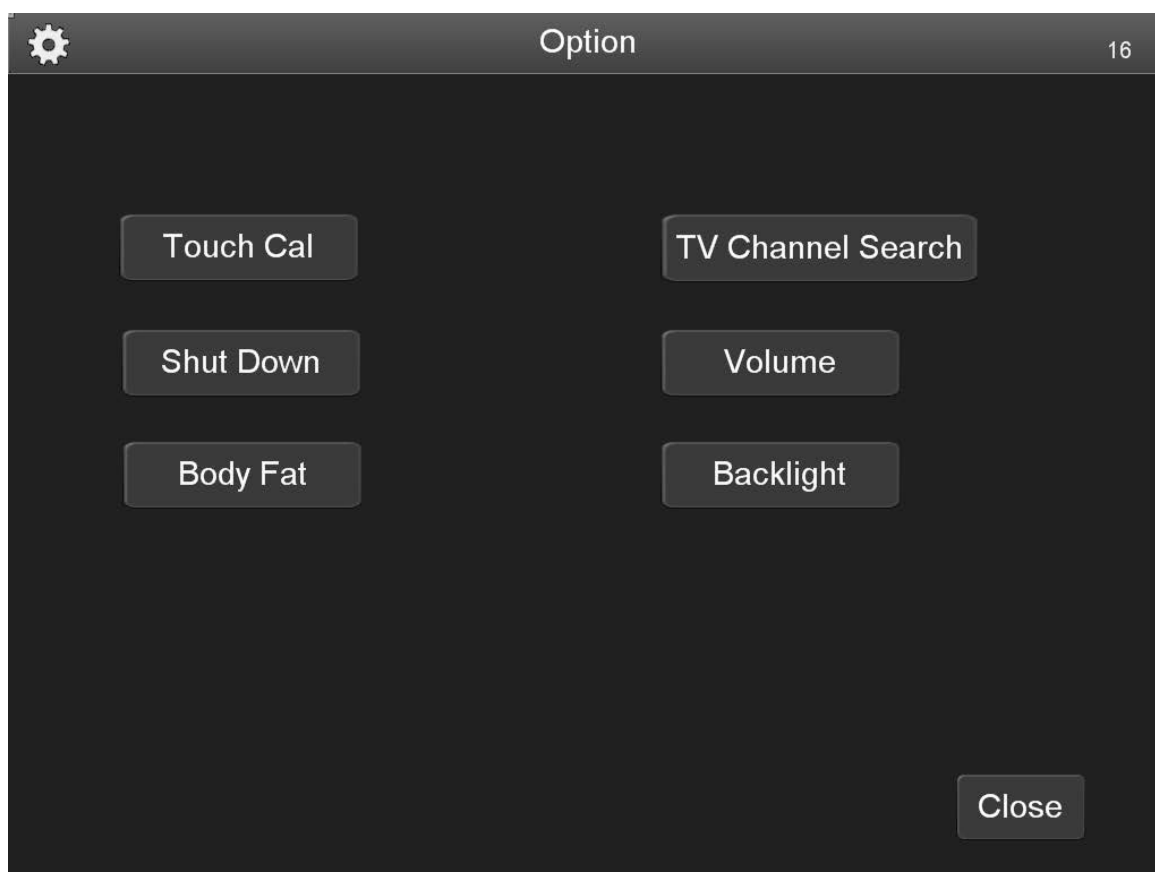 Option
16
Touch Cal
TV Channel Search
Shut Down
Volume
Body Fat
Backlight
Close